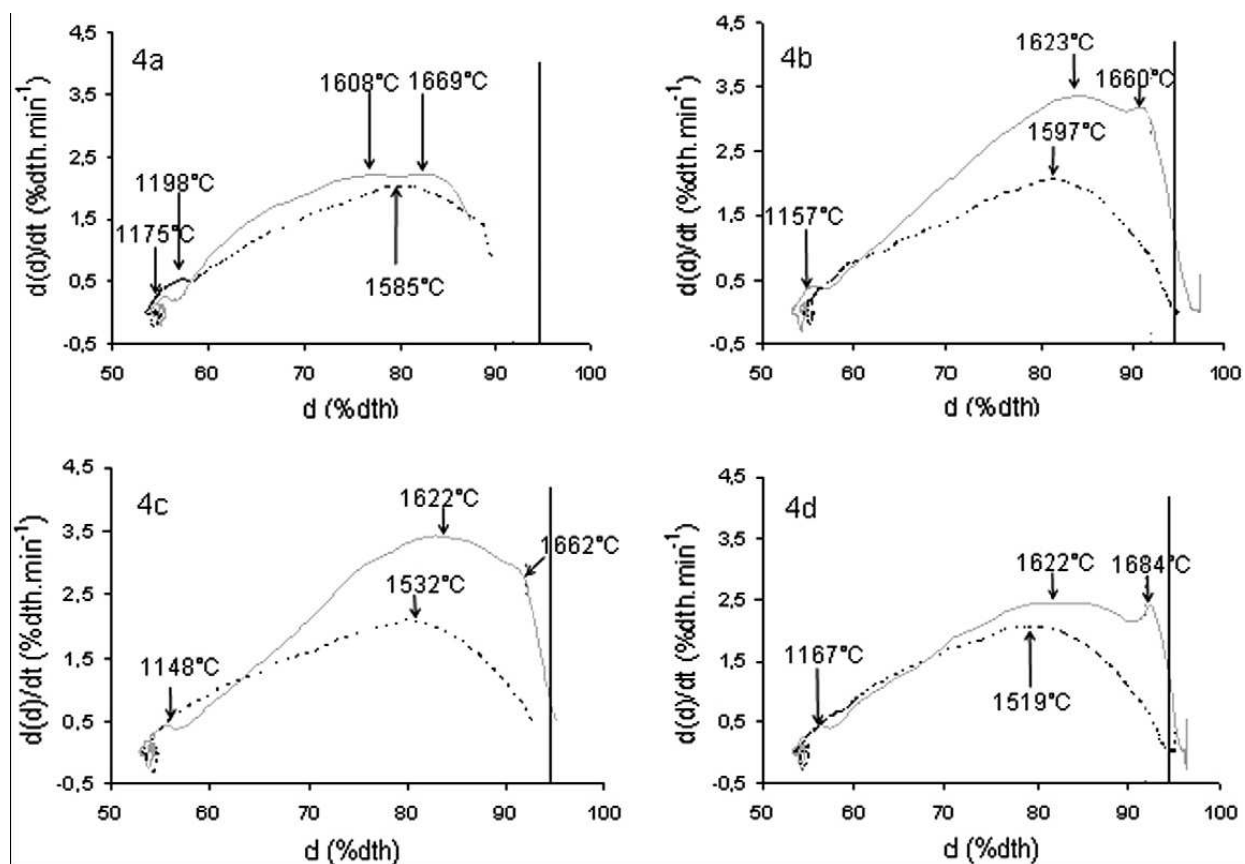 4a
4,5
3,5
2,5
1,5
0,5
-0,5
d(d)/dt (%dth.min-1)
1608°C 1669°C
1198°C
1175°C
1585°C
50 60 70 80 90 100
d (%dth)
4b
4,5
3,5
2,5
1,5
0,5
-0,5
d(d)/dt (%dth.min-1)
1623°C
1660°C
1597°C
1157°C
50 60 70 80 90 100
d (%dth)
4c
4,5
3,5
2,5
1,5
0,5
-0,5
d(d)/dt (%dth.min-1)
1622°C
1662°C
1532°C
1148°C
50 60 70 80 90 100
d (%dth)
4d
4,5
3,5
2,5
1,5
0,5
-0,5
d(d)/dt (%dth.min-1)
1622°C 1684°C
1167°C
1519°C
50 60 70 80 90 100
d (%dth)